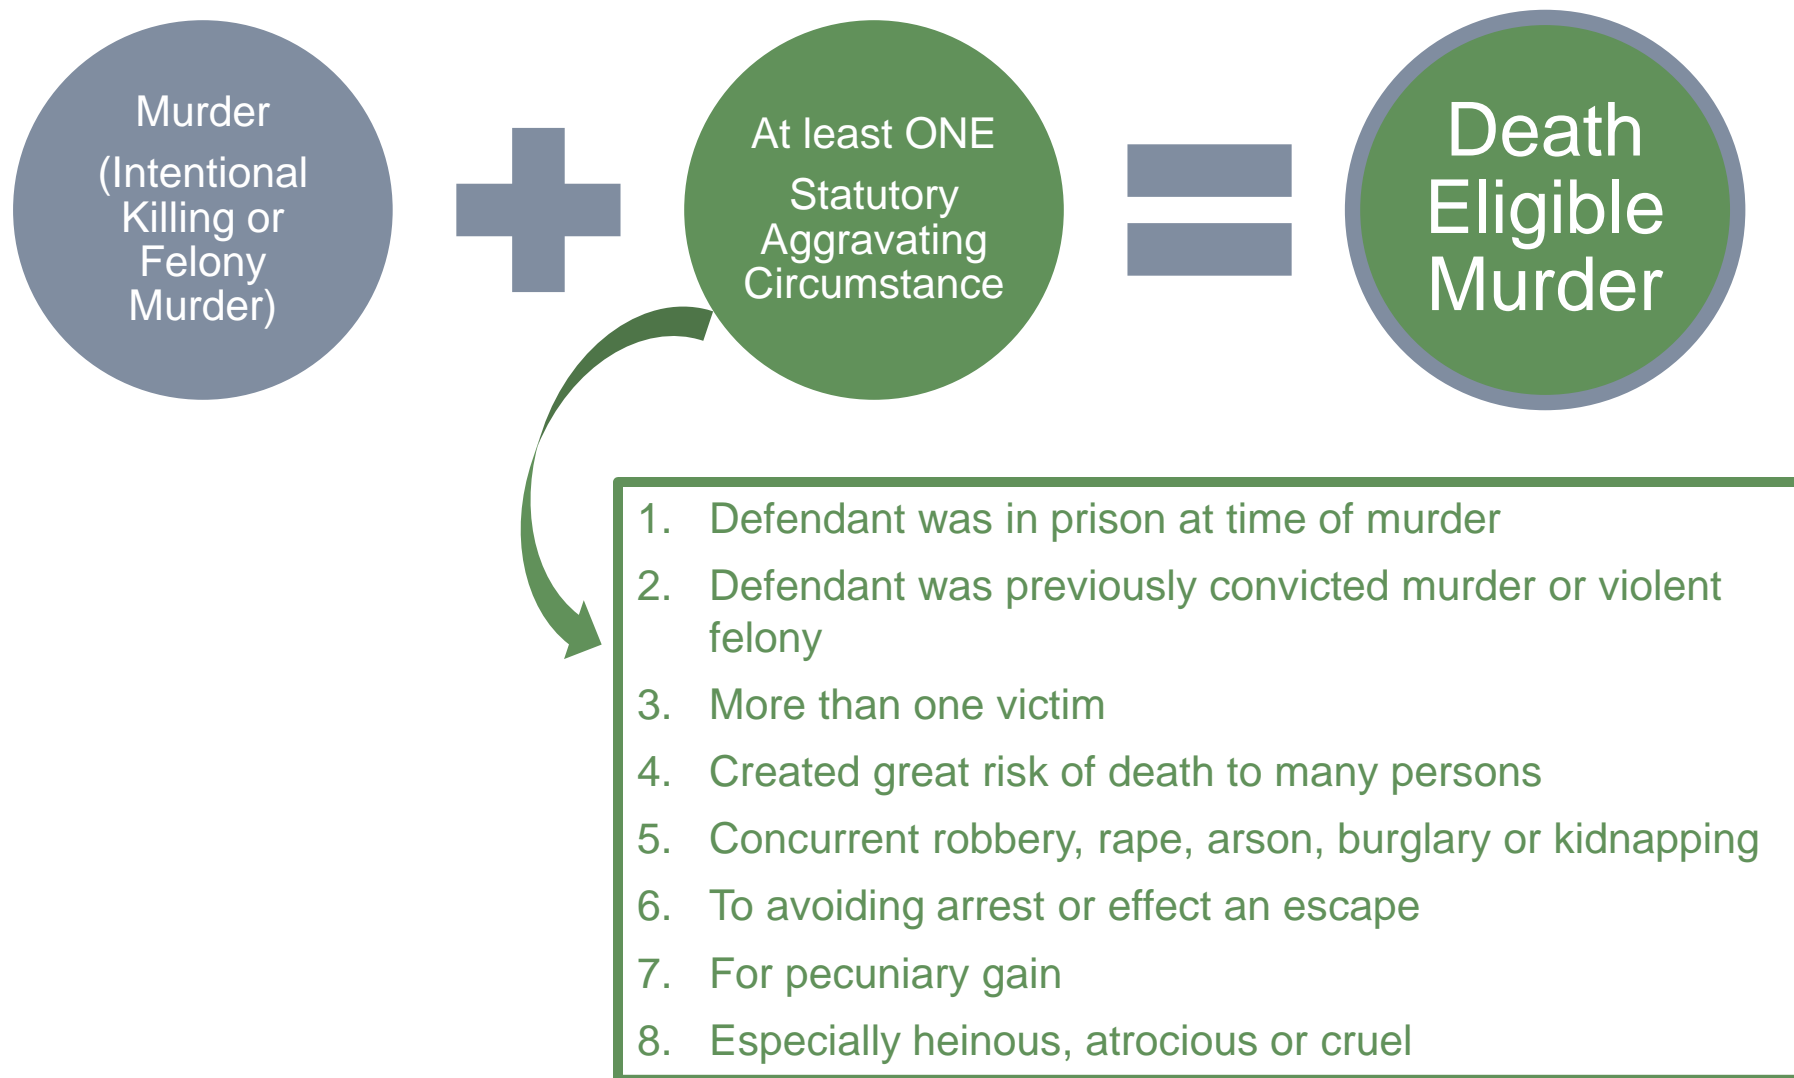 Murder
(Intentional
Killing or
Felony
Murder)
At least ONE
Statutory
Aggravating
Circumstance
Death
Eligible
Murder
1. Defendant was in prison at time of murder
2. Defendant was previously convicted murder or violent
felony
3. More than one victim
4. Created great risk of death to many persons
5. Concurrent robbery, rape, arson, burglary or kidnapping
6. To avoiding arrest or effect an escape
7. For pecuniary gain
8. Especially heinous, atrocious or cruel